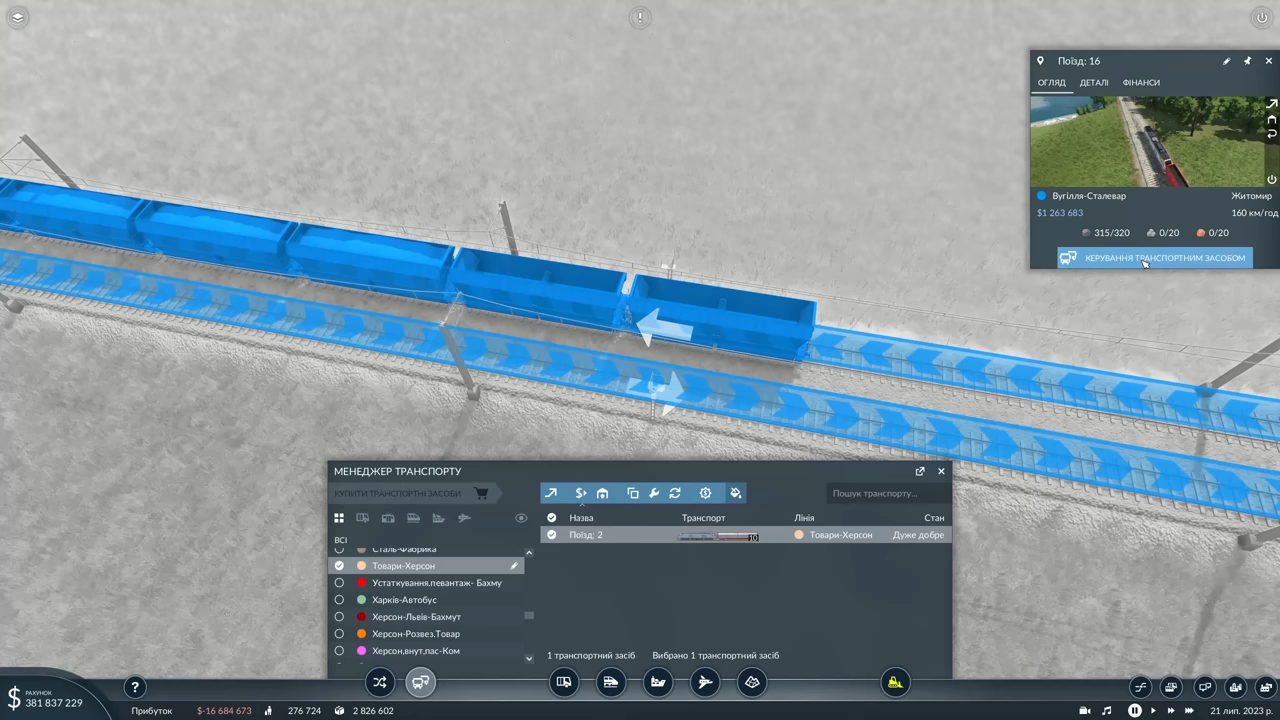 Поїзд: 16
ОГЛЯД ДЕТАЛІ ФІНАНСИ
Вугілля-Сталевар Житомир
$1 263 683 160 км/год
315/320 0/20 0/20
КЕРУВАННЯ ТРАНСПОРТНИМ ЗАСОБОМ
МЕНЕДЖЕР ТРАНСПОРТУ
КУПИТИ ТРАНСПОРТНІ ЗАСОБИ
Пошук транспорту...
Назва Транспорт Лінія Стан
Поїзд: 2 10 Товари-Херсон Дуже добре
ВСІ
Сталь-Фабрика
Товари-Херсон
Устаткування.певантаж- Бахму
Харків-Автобус
Херсон-Львів-Бахмут
Херсон-Розвез.Товар
Херсон,внут,пас-Ком
1 транспортний засіб Вибрано 1 транспортний засіб
$ РАХУНОК
381 837 229
?
Прибуток $-16 684 673 276 724 2 826 602
21 лип. 2023 р.